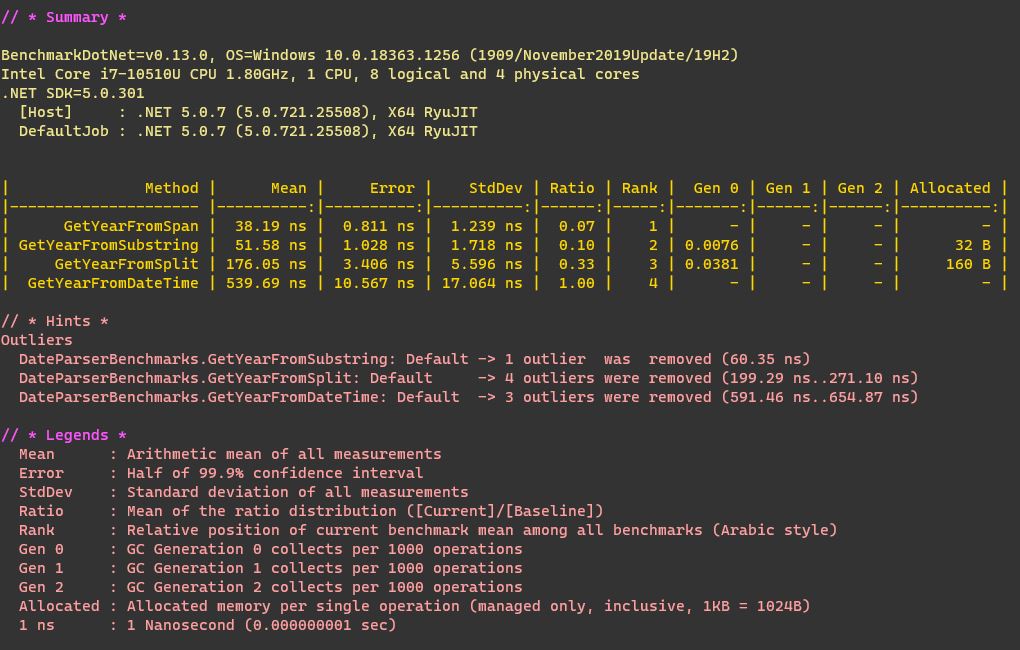 // * Summary *
BenchmarkDotNet=v0.13.0, OS=Windows 10.0.18363.1256 (1909/November2019Update/19H2)
Intel Core i7-10510U CPU 1.80GHz, 1 CPU, 8 logical and 4 physical cores
.NET SDK=5.0.301
  [Host]     : .NET 5.0.7 (5.0.721.25508), X64 RyuJIT
  DefaultJob : .NET 5.0.7 (5.0.721.25508), X64 RyuJIT
|               Method |      Mean |     Error |    StdDev | Ratio | Rank |  Gen 0 | Gen 1 | Gen 2 | Allocated |
|--------------------- |----------:|----------:|----------:|------:|-----:|-------:|------:|------:|----------:|
|      GetYearFromSpan |  38.19 ns |  0.811 ns |  1.239 ns |  0.07 |    1 |      - |     - |     - |         - |
| GetYearFromSubstring |  51.58 ns |  1.028 ns |  1.718 ns |  0.10 |    2 | 0.0076 |     - |     - |      32 B |
|     GetYearFromSplit | 176.05 ns |  3.406 ns |  5.596 ns |  0.33 |    3 | 0.0381 |     - |     - |     160 B |
|  GetYearFromDateTime | 539.69 ns | 10.567 ns | 17.064 ns |  1.00 |    4 |      - |     - |     - |         - |
// * Hints *
Outliers
  DateParserBenchmarks.GetYearFromSubstring: Default -> 1 outlier  was  removed (60.35 ns)
  DateParserBenchmarks.GetYearFromSplit: Default     -> 4 outliers were removed (199.29 ns..271.10 ns)
  DateParserBenchmarks.GetYearFromDateTime: Default  -> 3 outliers were removed (591.46 ns..654.87 ns)
// * Legends *
  Mean      : Arithmetic mean of all measurements
  Error     : Half of 99.9% confidence interval
  StdDev    : Standard deviation of all measurements
  Ratio     : Mean of the ratio distribution ([Current]/[Baseline])
  Rank      : Relative position of current benchmark mean among all benchmarks (Arabic style)
  Gen 0     : GC Generation 0 collects per 1000 operations
  Gen 1     : GC Generation 1 collects per 1000 operations
  Gen 2     : GC Generation 2 collects per 1000 operations
  Allocated : Allocated memory per single operation (managed only, inclusive, 1KB = 1024B)
  1 ns      : 1 Nanosecond (0.000000001 sec)